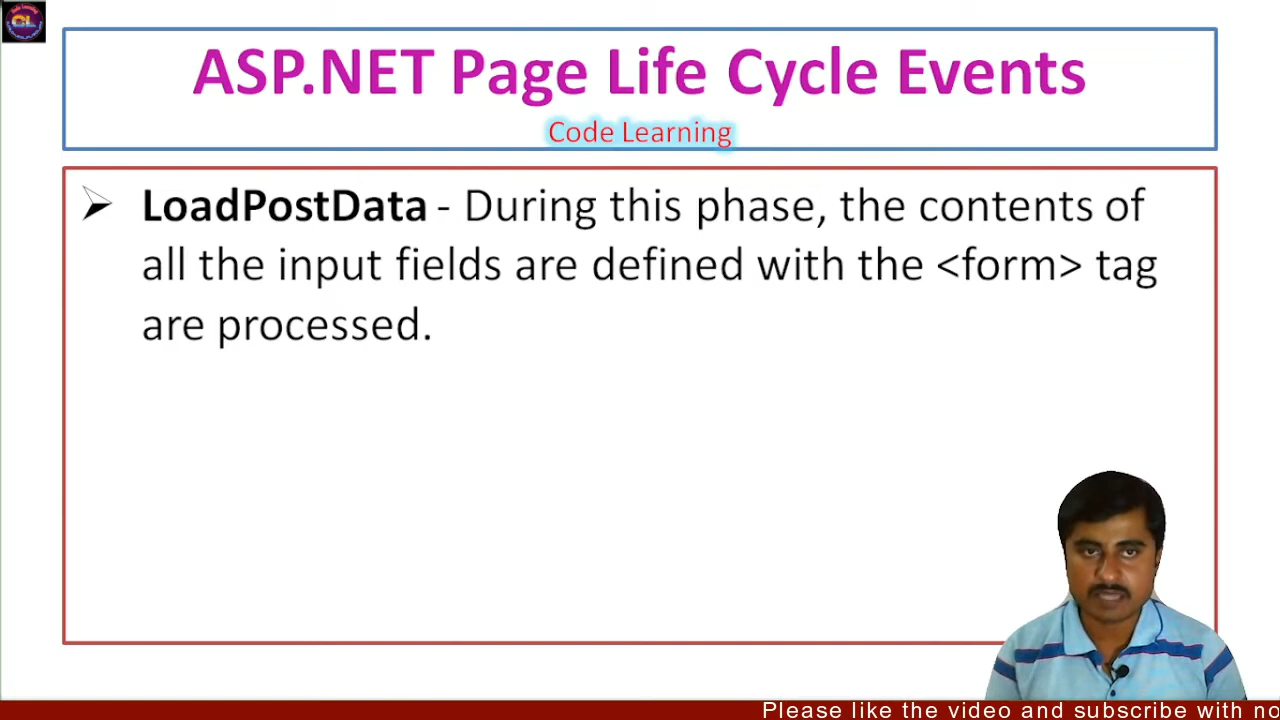 ASP.NET Page Life Cycle Events
Code Learning
➢ LoadPostData - During this phase, the contents of
all the input fields are defined with the <form> tag
are processed.
Please like the video and subscribe with no